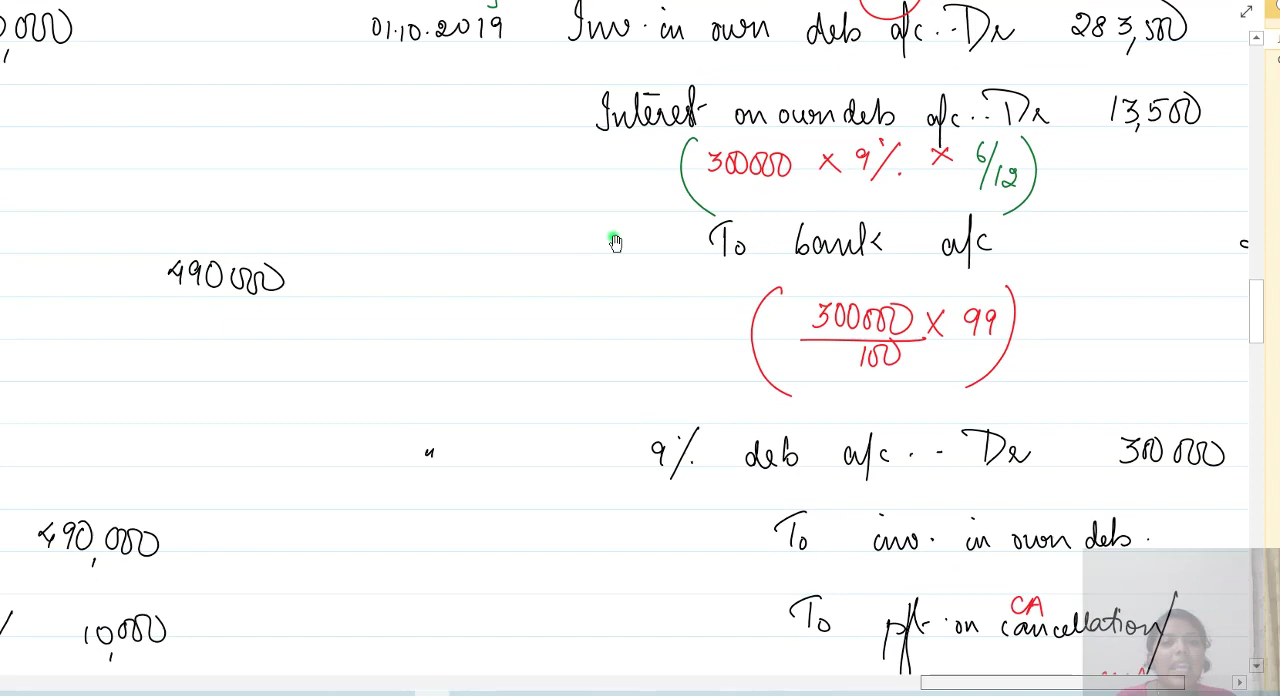 0,000
01.10.2019 Inv. in own deb a/c.. Dr 283,500
Interest on own deb a/c.. Dr 13,500
(300000 × 9% × 6/12)
To bank a/c
490000
(300000/100 × 99)
" 9% deb a/c... Dr 300000
490,000 To inv. in own deb.
CA
10,000 To pft. on cancellation/